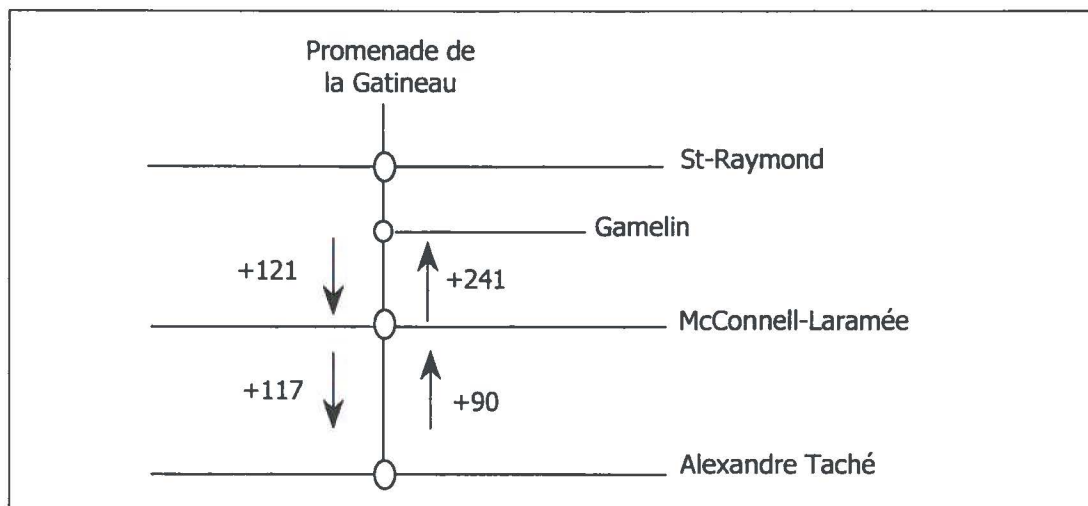 Promenade de
la Gatineau
St-Raymond
Gamelin
+121
+241
McConnell-Laramée
+117
+90
Alexandre Taché